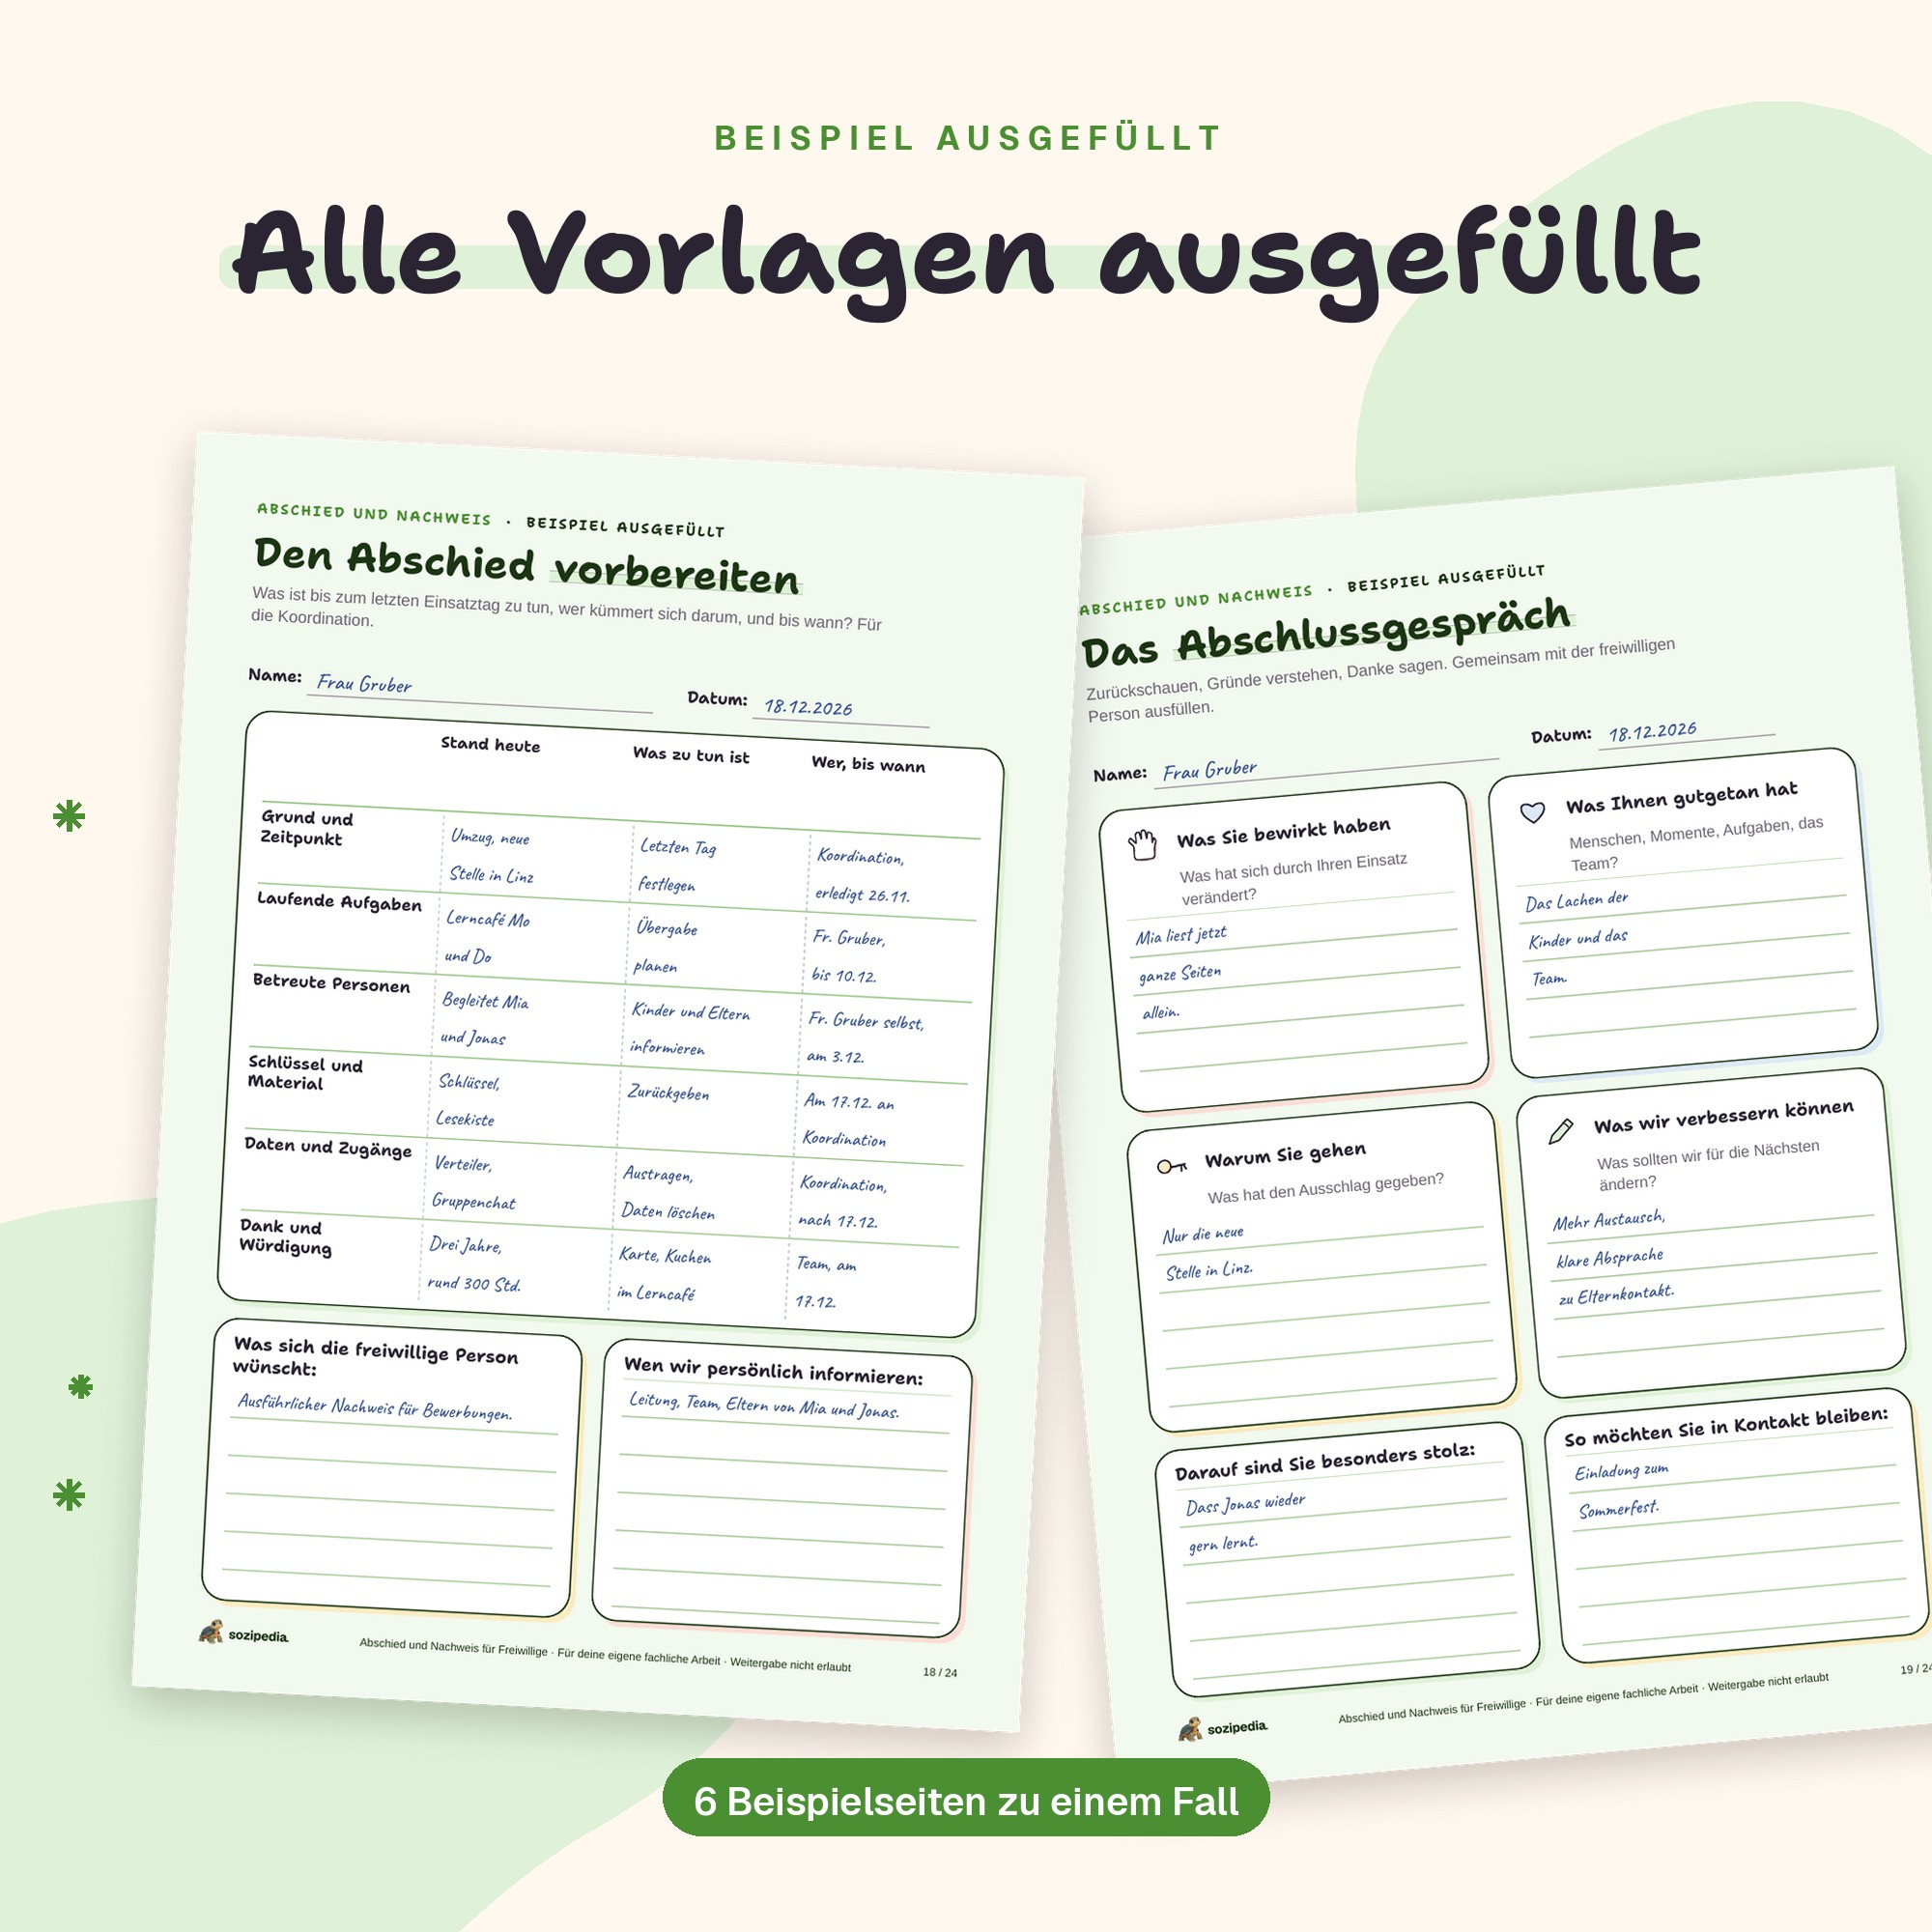 BEISPIEL AUSGEFÜLLT
Alle Vorlagen ausgefüllt
ABSCHIED UND NACHWEIS · BEISPIEL AUSGEFÜLLT
Den Abschied vorbereiten
Was ist bis zum letzten Einsatztag zu tun, wer kümmert sich darum, und bis wann? Für
die Koordination.
Name: Frau Gruber
Datum: 18.12.2026
Stand heute
Was zu tun ist
Wer, bis wann
Grund und
Zeitpunkt
Umzug, neue
Stelle in Linz
Letzten Tag
festlegen
Koordination,
erledigt 26.11.
Laufende Aufgaben
Lerncafé Mo
und Do
Übergabe
planen
Fr. Gruber,
bis 10.12.
Betreute Personen
Begleitet Mia
und Jonas
Kinder und Eltern
informieren
Fr. Gruber selbst,
am 3.12.
Schlüssel und
Material
Schlüssel,
Lesekiste
Zurückgeben
Am 17.12. an
Koordination
Daten und Zugänge
Verteiler,
Gruppenchat
Austragen,
Daten löschen
Koordination,
nach 17.12.
Dank und
Würdigung
Drei Jahre,
rund 300 Std.
Karte, Kuchen
im Lerncafé
Team, am
17.12.
Was sich die freiwillige Person
wünscht:
Ausführlicher Nachweis für Bewerbungen.
Wen wir persönlich informieren:
Leitung, Team, Eltern von Mia und Jonas.
sozipedia.
Abschied und Nachweis für Freiwillige · Für deine eigene fachliche Arbeit · Weitergabe nicht erlaubt
18 / 24
ABSCHIED UND NACHWEIS · BEISPIEL AUSGEFÜLLT
Das Abschlussgespräch
Zurückschauen, Gründe verstehen, Danke sagen. Gemeinsam mit der freiwilligen
Person ausfüllen.
Name: Frau Gruber
Datum: 18.12.2026
Was Sie bewirkt haben
Was hat sich durch Ihren Einsatz
verändert?
Mia liest jetzt
ganze Seiten
allein.
Was Ihnen gutgetan hat
Menschen, Momente, Aufgaben, das
Team?
Das Lachen der
Kinder und das
Team.
Warum Sie gehen
Was hat den Ausschlag gegeben?
Nur die neue
Stelle in Linz.
Was wir verbessern können
Was sollten wir für die Nächsten
ändern?
Mehr Austausch,
klare Absprache
zu Elternkontakt.
Darauf sind Sie besonders stolz:
Dass Jonas wieder
gern lernt.
So möchten Sie in Kontakt bleiben:
Einladung zum
Sommerfest.
sozipedia.
Abschied und Nachweis für Freiwillige · Für deine eigene fachliche Arbeit · Weitergabe nicht erlaubt
19 / 24
6 Beispielseiten zu einem Fall